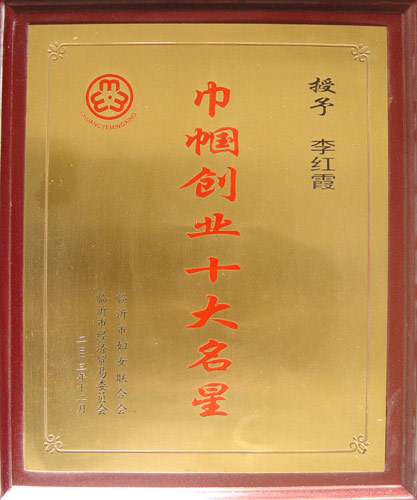 授予 李红霞
巾帼创业十大名星
临沂市妇女联合会
临沂市经济贸易委员会
二〇〇五年十二月
CHUANGYEMINGXING